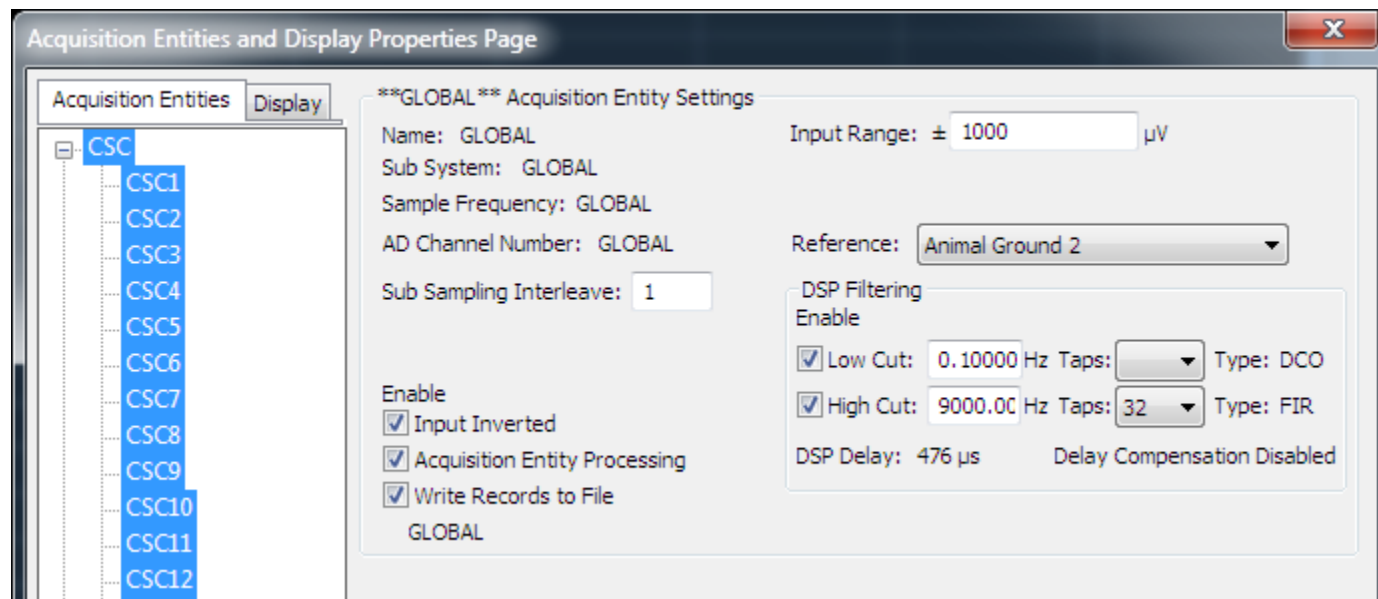 Acquisition Entities and Display Properties Page
x
Acquisition Entities
Display
CSC
CSC1
CSC2
CSC3
CSC4
CSC5
CSC6
CSC7
CSC8
CSC9
CSC10
CSC11
CSC12
**GLOBAL** Acquisition Entity Settings
Name: GLOBAL
Sub System: GLOBAL
Sample Frequency: GLOBAL
AD Channel Number: GLOBAL
Sub Sampling Interleave: 1
Enable
Input Inverted
Acquisition Entity Processing
Write Records to File
GLOBAL
Input Range: ± 1000 µV
Reference: Animal Ground 2
DSP Filtering
Enable
Low Cut: 0.10000 Hz Taps: Type: DCO
High Cut: 9000.00 Hz Taps: 32 Type: FIR
DSP Delay: 476 µs Delay Compensation Disabled